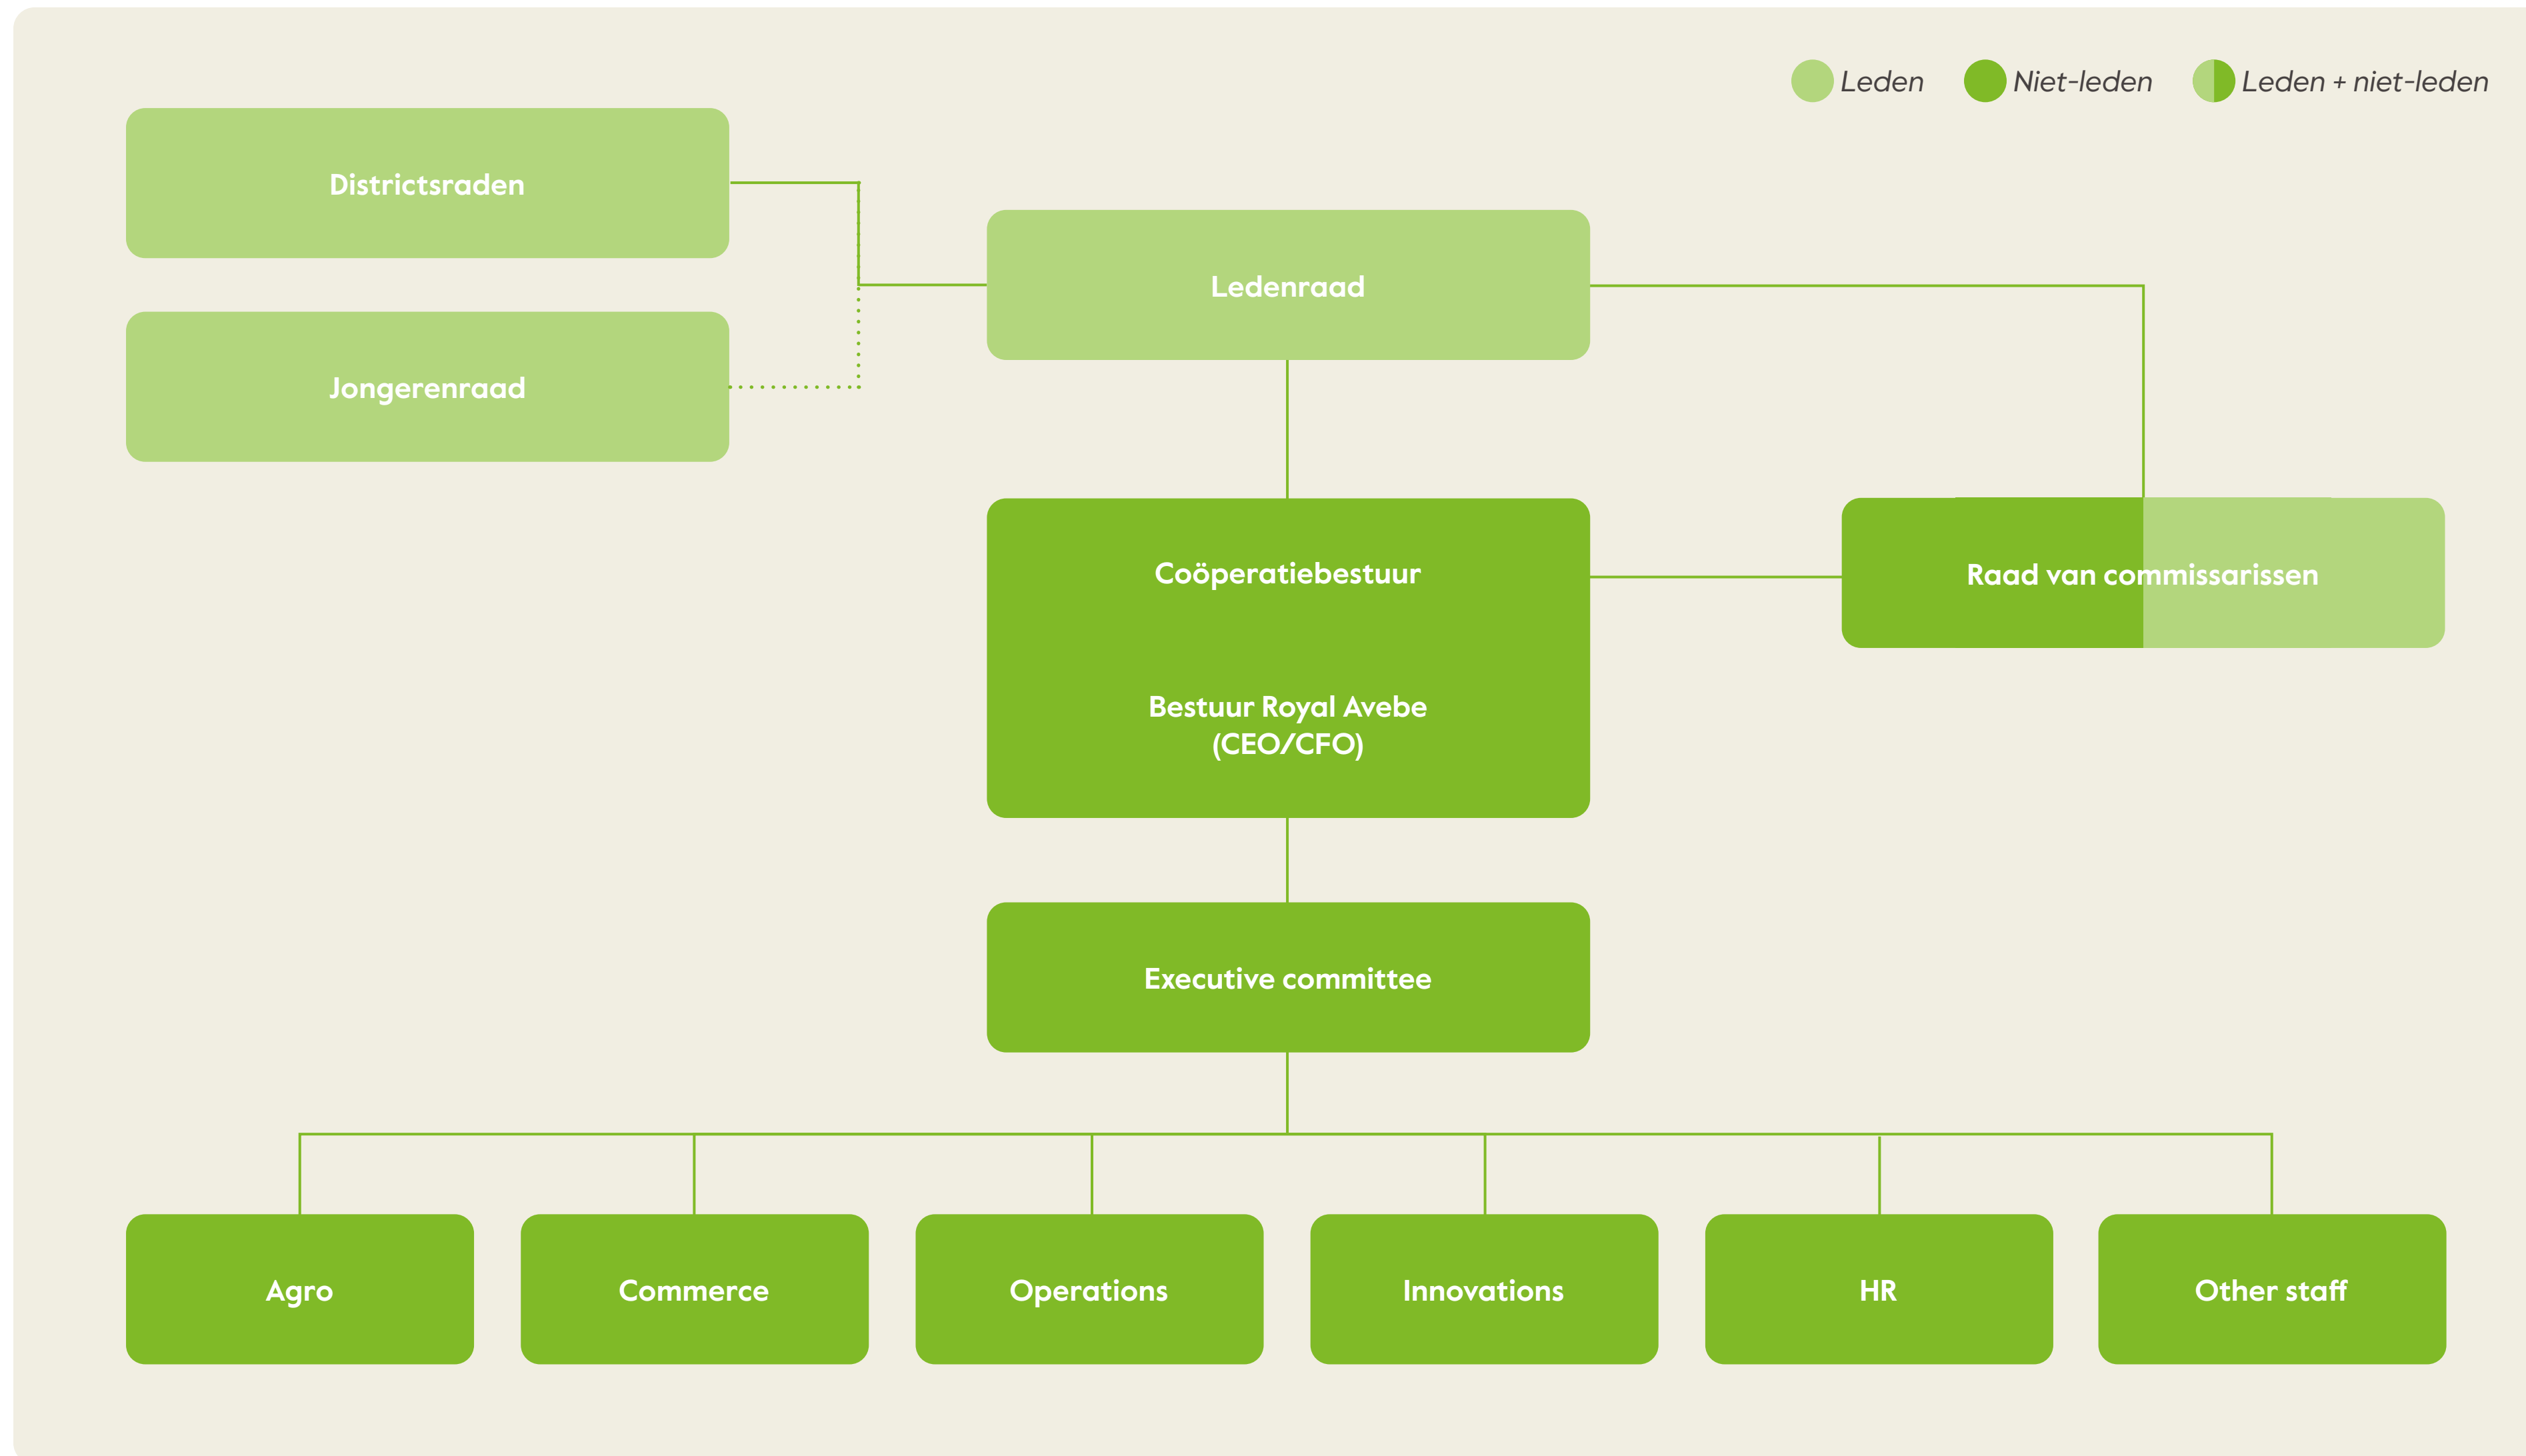 Leden
Niet-leden
Leden + niet-leden
Districtsraden
Ledenraad
Jongerenraad
Coöperatiebestuur
Raad van commissarissen
Bestuur Royal Avebe
(CEO/CFO)
Executive committee
Agro
Commerce
Operations
Innovations
HR
Other staff